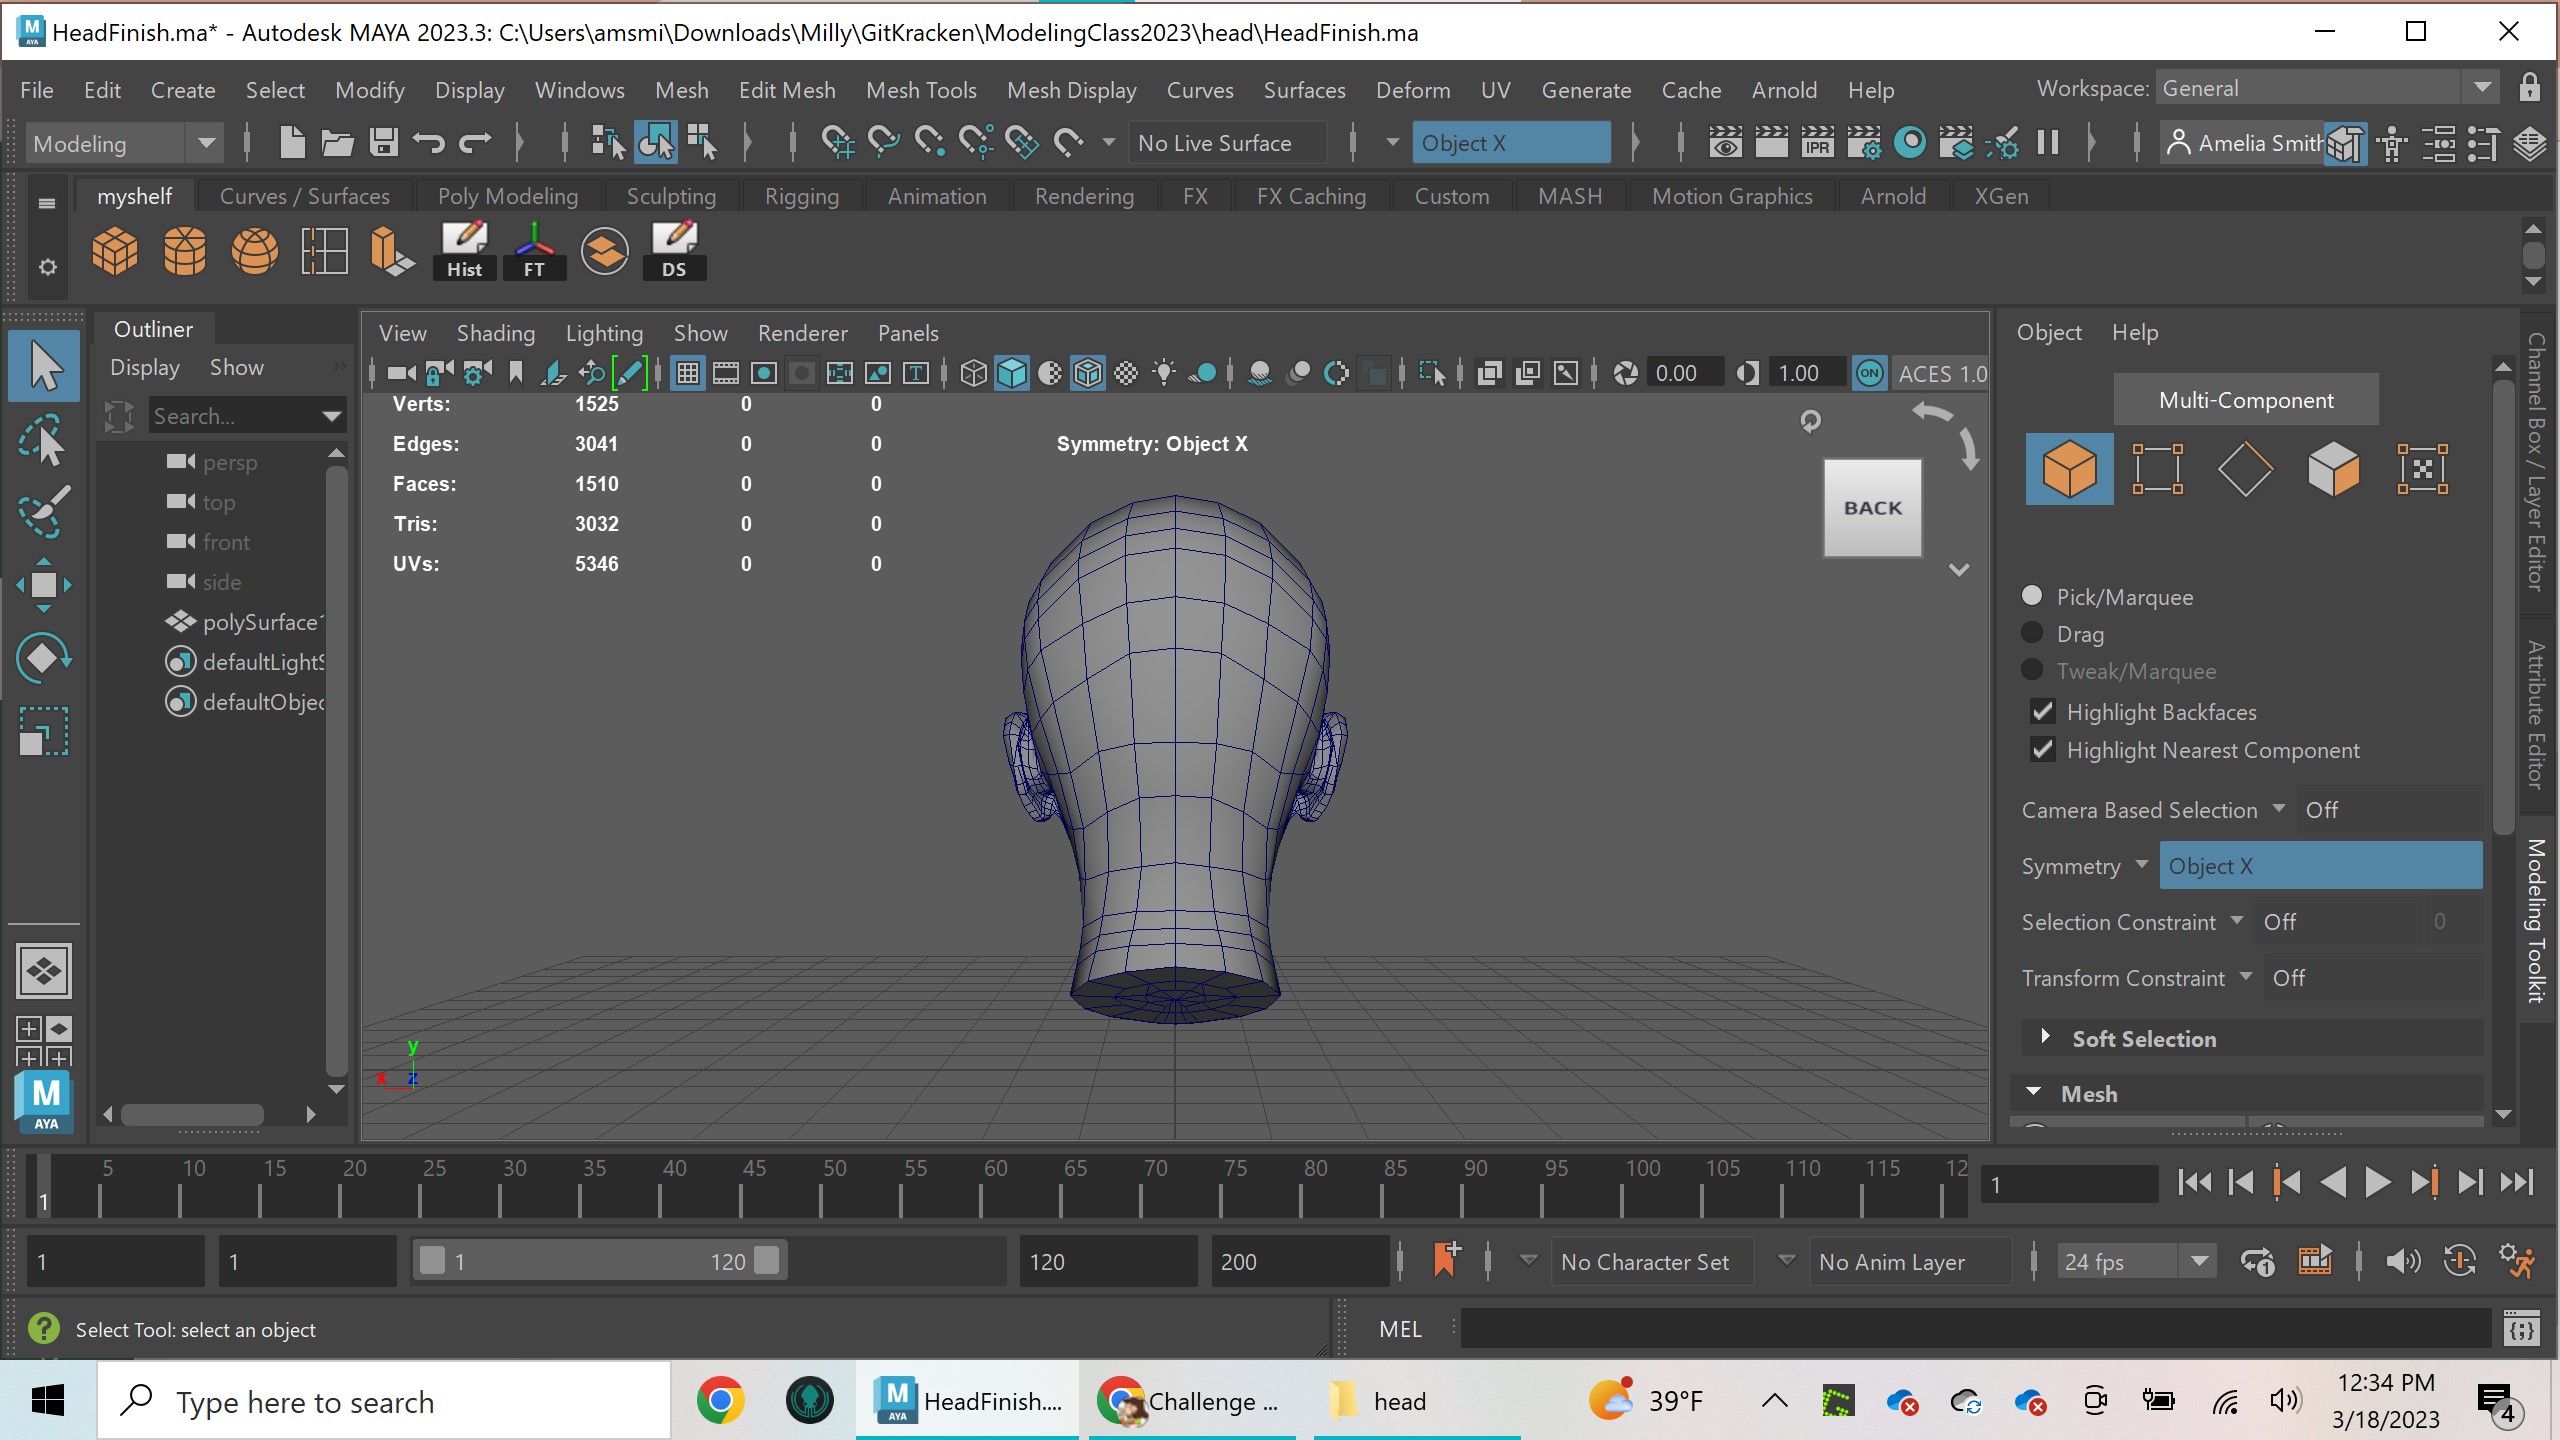 HeadFinish.ma* - Autodesk MAYA 2023.3: C:\Users\amsmi\Downloads\Milly\GitKracken\ModelingClass2023\head\HeadFinish.ma
File Edit Create Select Modify Display Windows Mesh Edit Mesh Mesh Tools Mesh Display Curves Surfaces Deform UV Generate Cache Arnold Help Workspace: General
Modeling No Live Surface Object X IPR Amelia Smith
myshelf Curves / Surfaces Poly Modeling Sculpting Rigging Animation Rendering FX FX Caching Custom MASH Motion Graphics Arnold XGen
Hist FT DS
Outliner
Display Show
Search...
persp
top
front
side
polySurface1
defaultLightS
defaultObjec
View Shading Lighting Show Renderer Panels
0.00 1.00 ON ACES 1.0
Verts: 1525 0 0
Edges: 3041 0 0
Faces: 1510 0 0
Tris: 3032 0 0
UVs: 5346 0 0
Symmetry: Object X
BACK
y
x z
Object Help
Multi-Component
Pick/Marquee
Drag
Tweak/Marquee
Highlight Backfaces
Highlight Nearest Component
Camera Based Selection Off
Symmetry Object X
Selection Constraint Off 0
Transform Constraint Off
Soft Selection
Mesh
Channel Box / Layer Editor
Attribute Editor
Modeling Toolkit
M
AYA
5 10 15 20 25 30 35 40 45 50 55 60 65 70 75 80 85 90 95 100 105 110 115 12
1
1
1 1 1 120 120 200 No Character Set No Anim Layer 24 fps
Select Tool: select an object MEL
Type here to search HeadFinish.... Challenge ... head 39°F 12:34 PM
3/18/2023
4